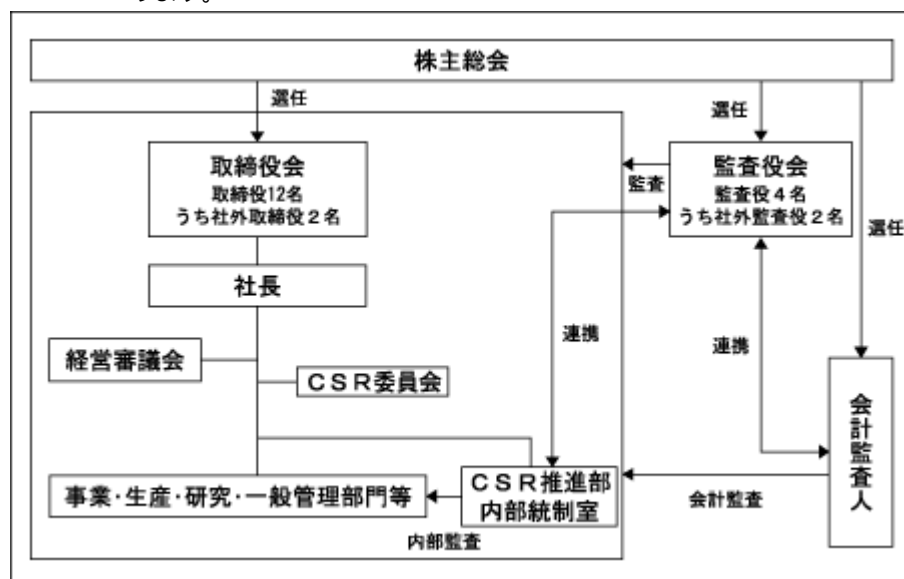 株主総会
選任
選任
取締役会
取締役12名
うち社外取締役2名
監査
監査役会
監査役4名
うち社外監査役2名
選任
社長
連携
連携
経営審議会
CSR委員会
会計監査人
事業・生産・研究・一般管理部門等
CSR推進部
内部統制室
会計監査
内部監査